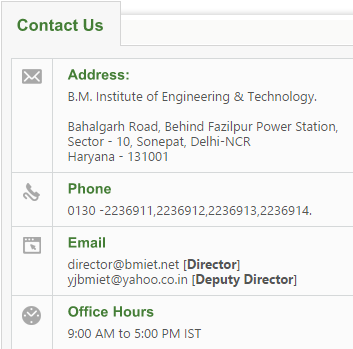 Contact Us
Address:
B.M. Institute of Engineering & Technology.
Bahalgarh Road, Behind Fazilpur Power Station,
Sector - 10, Sonepat, Delhi-NCR
Haryana - 131001
Phone
0130 -2236911,2236912,2236913,2236914.
Email
director@bmiet.net [Director]
yjbmiet@yahoo.co.in [Deputy Director]
Office Hours
9:00 AM to 5:00 PM IST